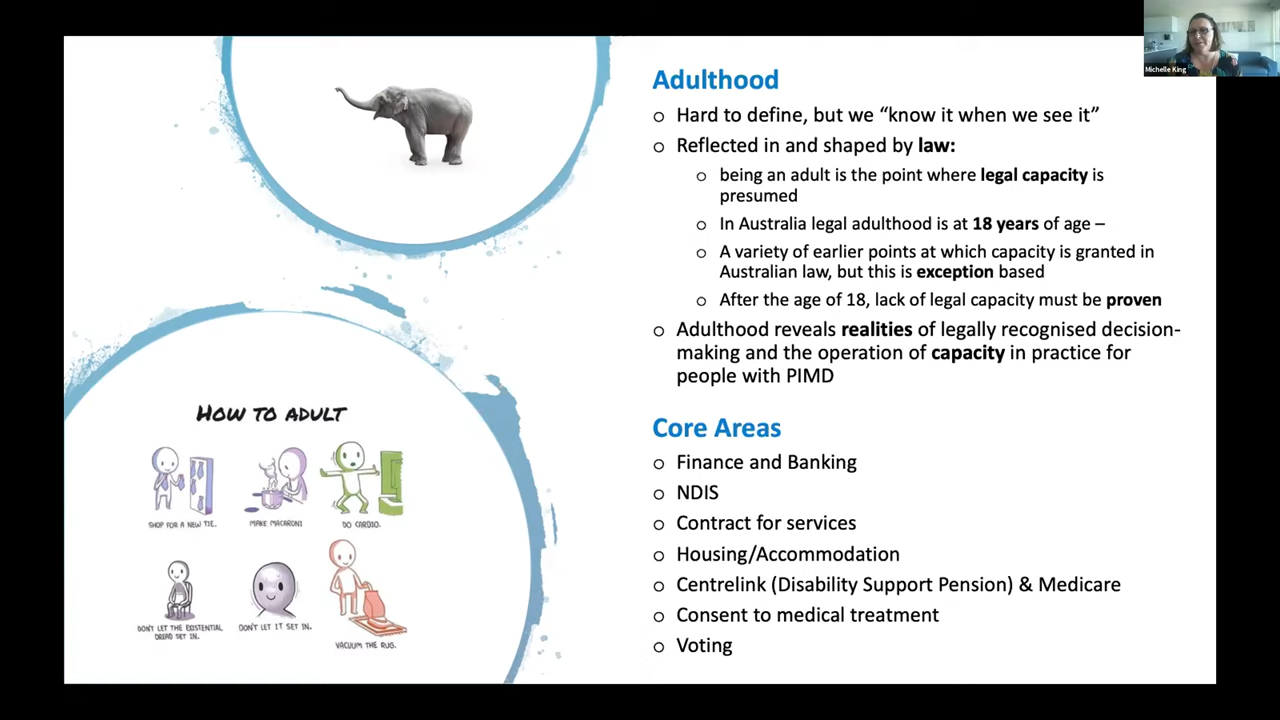 Michelle King
Adulthood
Hard to define, but we “know it when we see it”
Reflected in and shaped by law:
being an adult is the point where legal capacity is
presumed
In Australia legal adulthood is at 18 years of age –
A variety of earlier points at which capacity is granted in
Australian law, but this is exception based
After the age of 18, lack of legal capacity must be proven
Adulthood reveals realities of legally recognised decision-
making and the operation of capacity in practice for
people with PIMD
Core Areas
Finance and Banking
NDIS
Contract for services
Housing/Accommodation
Centrelink (Disability Support Pension) & Medicare
Consent to medical treatment
Voting
HOW TO ADULT
SHOP FOR A NEW TIE.
MAKE MACARONI
DO CARDIO.
DON'T LET THE EXISTENTIAL
DREAD SET IN.
DON'T LET IT SET IN.
VACUUM THE RUG.